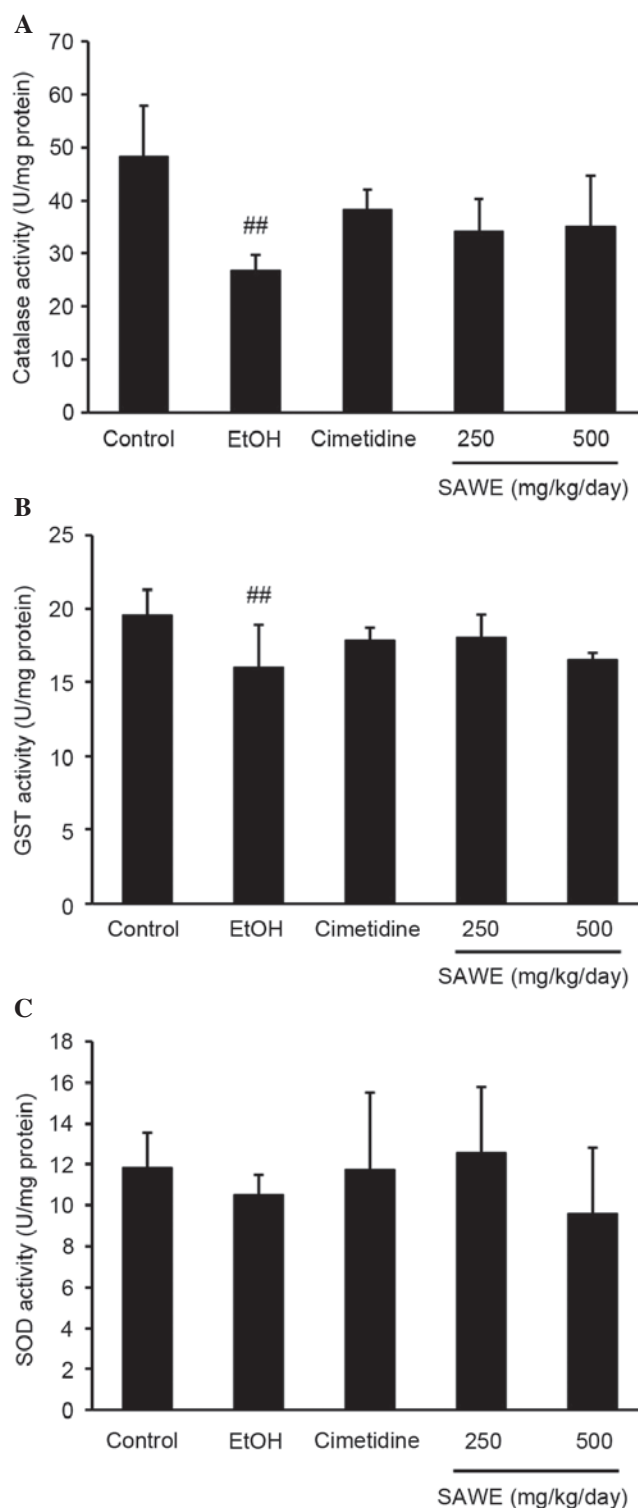 A
Catalase activity (U/mg protein)
70
60
50
40
30
20
10
0
##
Control EtOH Cimetidine 250 500
SAWE (mg/kg/day)
B
GST activity (U/mg protein)
25
20
15
10
5
0
##
Control EtOH Cimetidine 250 500
SAWE (mg/kg/day)
C
SOD activity (U/mg protein)
18
16
14
12
10
8
6
4
2
0
Control EtOH Cimetidine 250 500
SAWE (mg/kg/day)